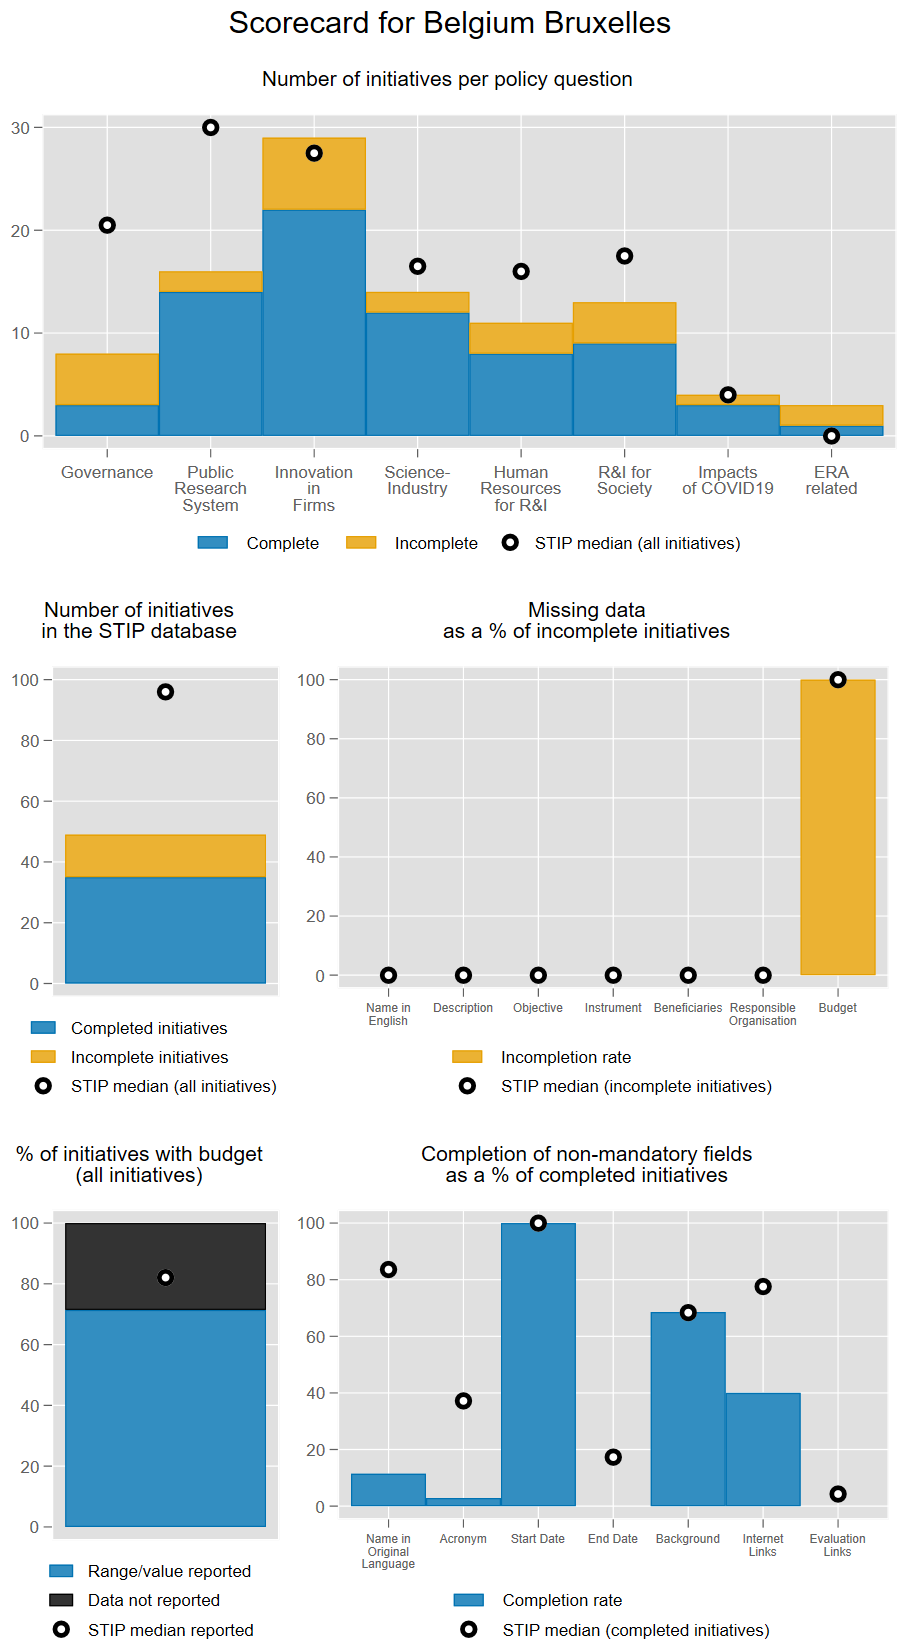 Scorecard for Belgium Bruxelles
Number of initiatives per policy question
30
20
10
0
Governance
Public
Research
System
Innovation
in
Firms
Science-
Industry
Human
Resources
for R&I
R&I for
Society
Impacts
of COVID19
ERA
related
Complete
Incomplete
STIP median (all initiatives)
Number of initiatives
in the STIP database
100
80
60
40
20
0
Completed initiatives
Incomplete initiatives
STIP median (all initiatives)
Missing data
as a % of incomplete initiatives
100
80
60
40
20
0
Name in
English
Description
Objective
Instrument
Beneficiaries
Responsible
Organisation
Budget
Incompletion rate
STIP median (incomplete initiatives)
% of initiatives with budget
(all initiatives)
100
80
60
40
20
0
Range/value reported
Data not reported
STIP median reported
Completion of non-mandatory fields
as a % of completed initiatives
100
80
60
40
20
0
Name in
Original
Language
Acronym
Start Date
End Date
Background
Internet
Links
Evaluation
Links
Completion rate
STIP median (completed initiatives)